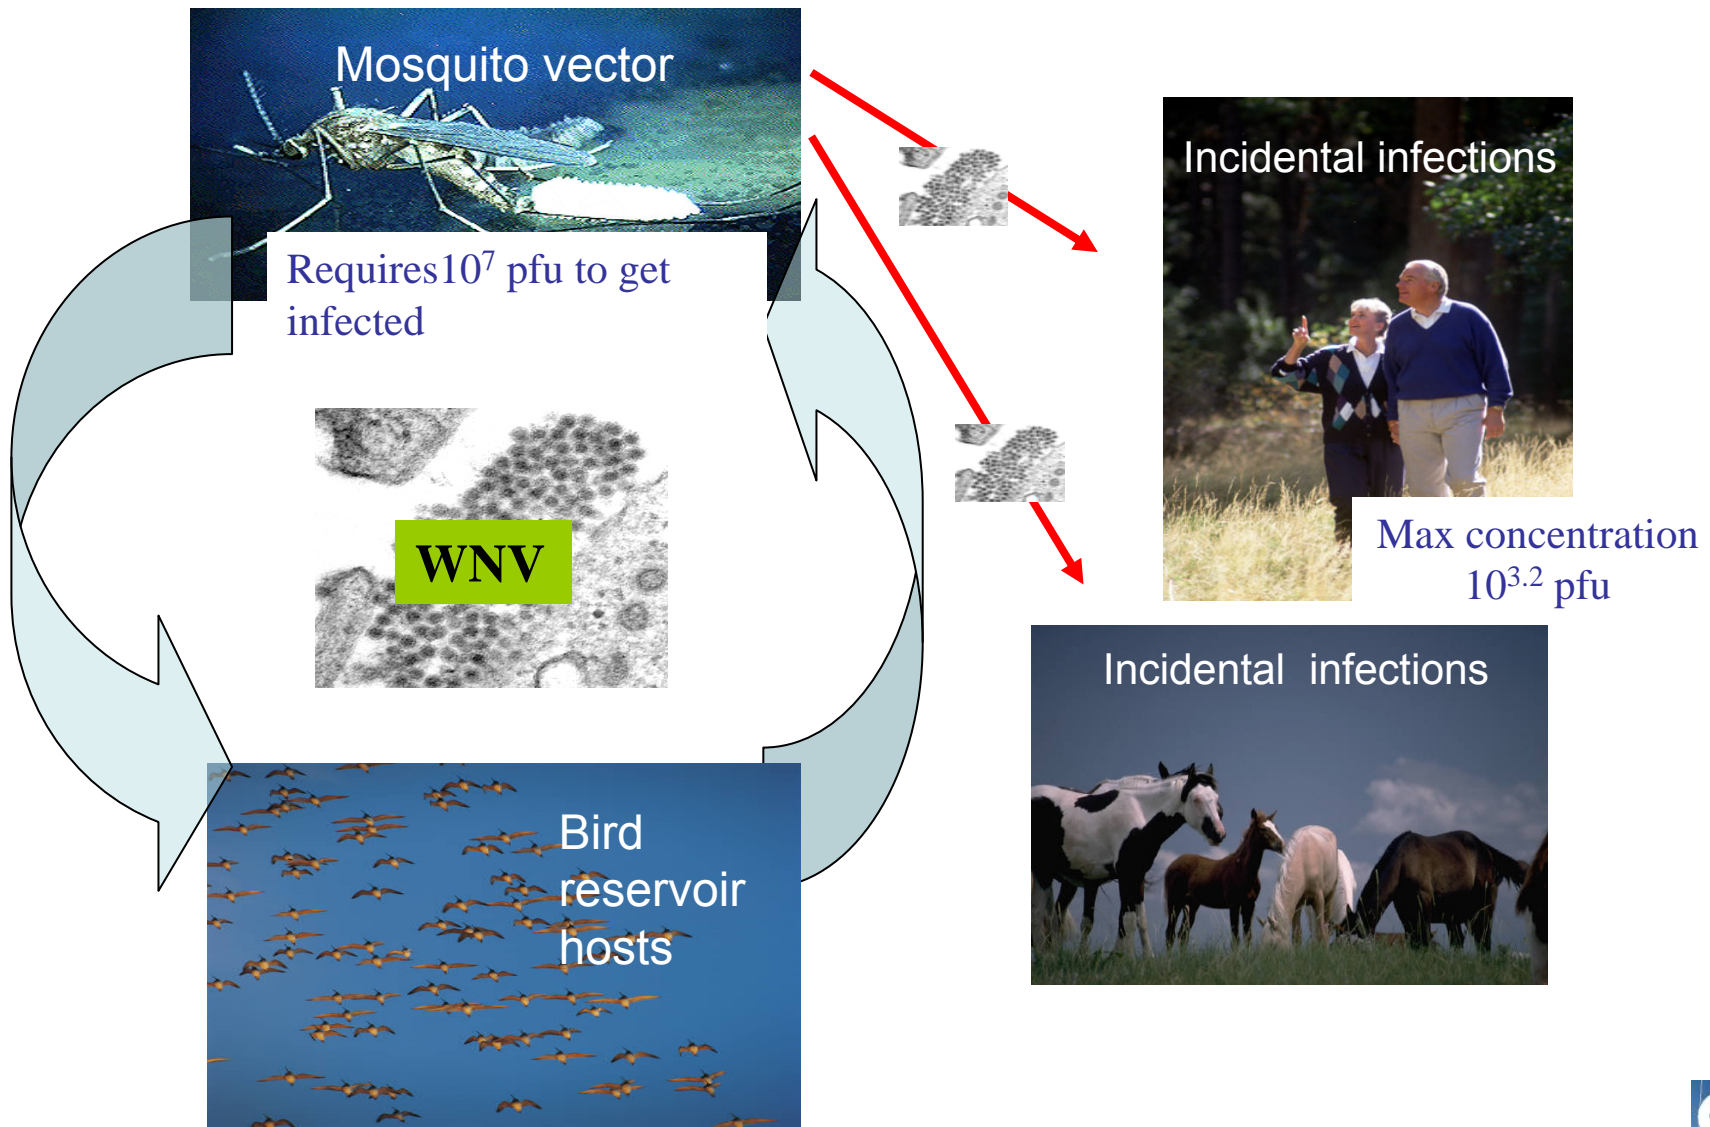 Mosquito vector
Requires10⁷ pfu to get
infected
WNV
Bird
reservoir
hosts
Incidental infections
Max concentration
10³·² pfu
Incidental  infections